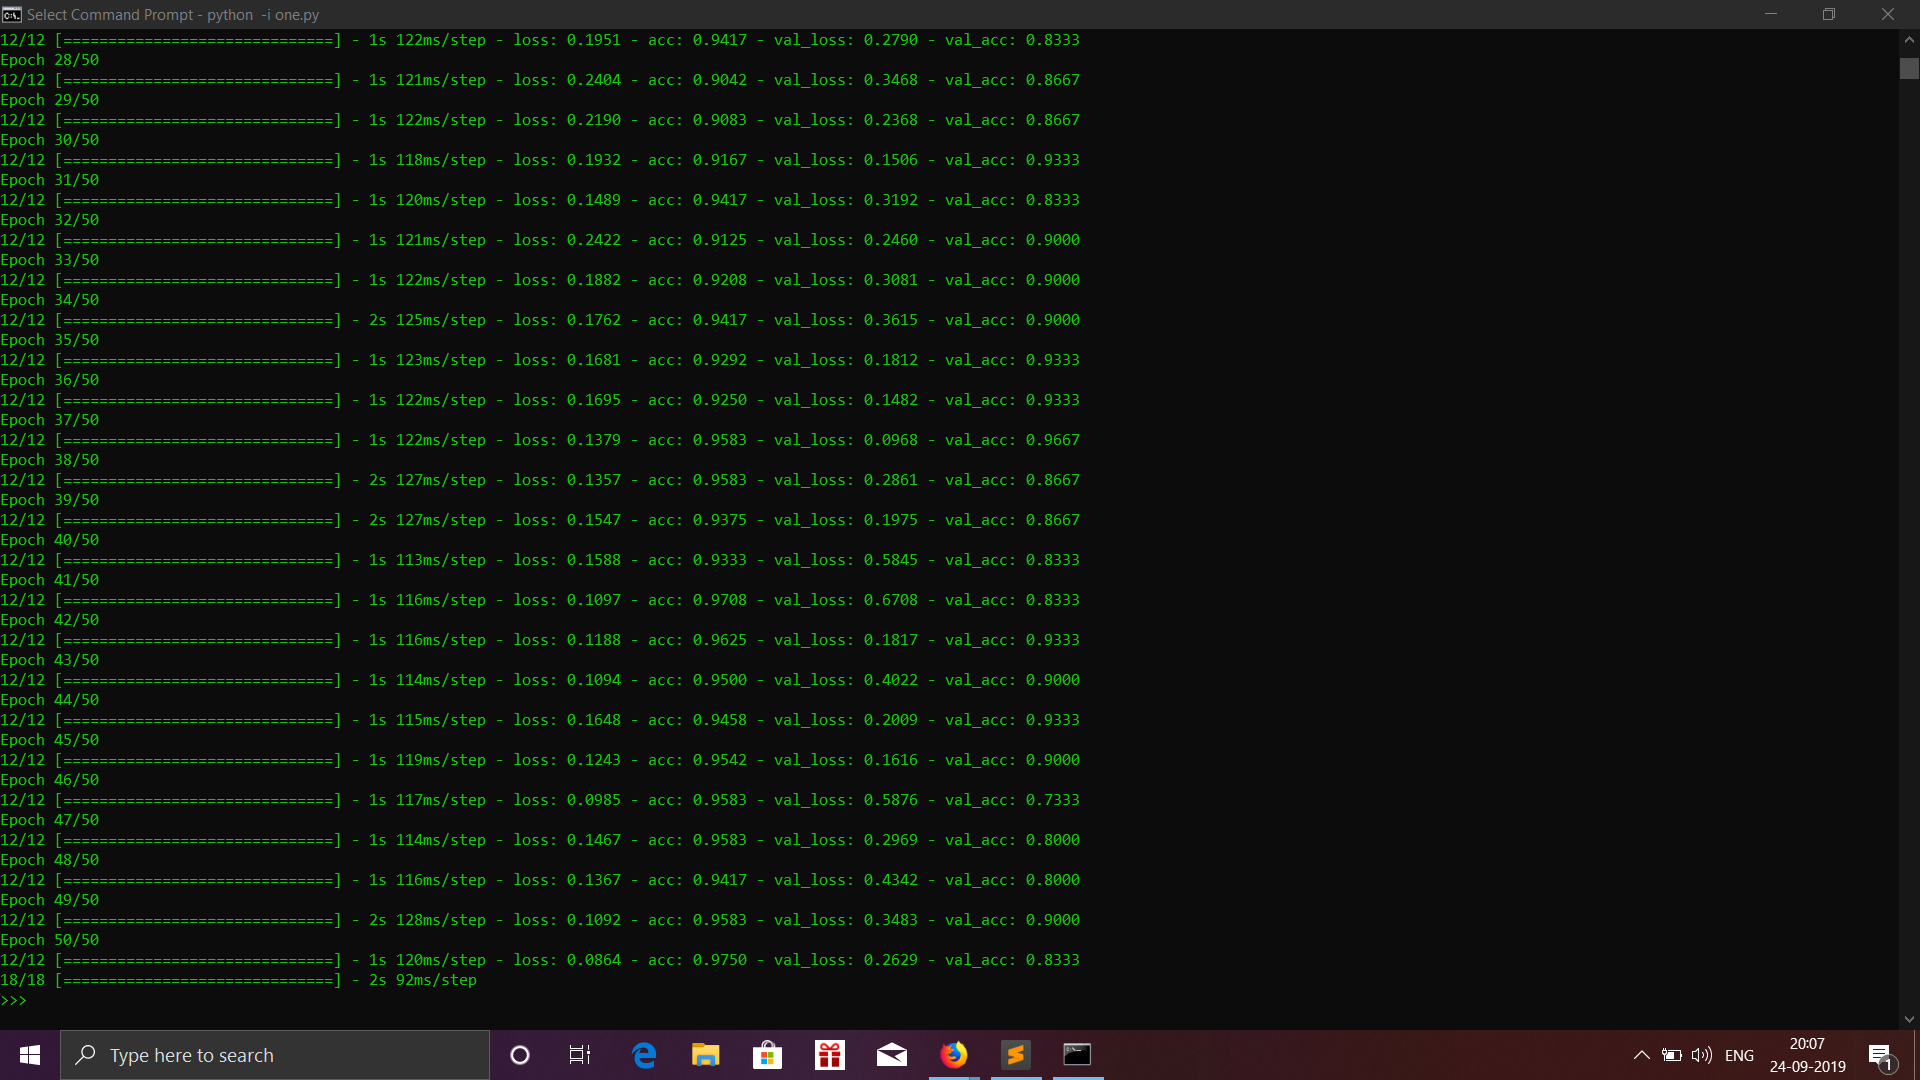 Select Command Prompt - python  -i one.py
12/12 [==============================] - 1s 122ms/step - loss: 0.1951 - acc: 0.9417 - val_loss: 0.2790 - val_acc: 0.8333
Epoch 28/50
12/12 [==============================] - 1s 121ms/step - loss: 0.2404 - acc: 0.9042 - val_loss: 0.3468 - val_acc: 0.8667
Epoch 29/50
12/12 [==============================] - 1s 122ms/step - loss: 0.2190 - acc: 0.9083 - val_loss: 0.2368 - val_acc: 0.8667
Epoch 30/50
12/12 [==============================] - 1s 118ms/step - loss: 0.1932 - acc: 0.9167 - val_loss: 0.1506 - val_acc: 0.9333
Epoch 31/50
12/12 [==============================] - 1s 120ms/step - loss: 0.1489 - acc: 0.9417 - val_loss: 0.3192 - val_acc: 0.8333
Epoch 32/50
12/12 [==============================] - 1s 121ms/step - loss: 0.2422 - acc: 0.9125 - val_loss: 0.2460 - val_acc: 0.9000
Epoch 33/50
12/12 [==============================] - 1s 122ms/step - loss: 0.1882 - acc: 0.9208 - val_loss: 0.3081 - val_acc: 0.9000
Epoch 34/50
12/12 [==============================] - 2s 125ms/step - loss: 0.1762 - acc: 0.9417 - val_loss: 0.3615 - val_acc: 0.9000
Epoch 35/50
12/12 [==============================] - 1s 123ms/step - loss: 0.1681 - acc: 0.9292 - val_loss: 0.1812 - val_acc: 0.9333
Epoch 36/50
12/12 [==============================] - 1s 122ms/step - loss: 0.1695 - acc: 0.9250 - val_loss: 0.1482 - val_acc: 0.9333
Epoch 37/50
12/12 [==============================] - 1s 122ms/step - loss: 0.1379 - acc: 0.9583 - val_loss: 0.0968 - val_acc: 0.9667
Epoch 38/50
12/12 [==============================] - 2s 127ms/step - loss: 0.1357 - acc: 0.9583 - val_loss: 0.2861 - val_acc: 0.8667
Epoch 39/50
12/12 [==============================] - 2s 127ms/step - loss: 0.1547 - acc: 0.9375 - val_loss: 0.1975 - val_acc: 0.8667
Epoch 40/50
12/12 [==============================] - 1s 113ms/step - loss: 0.1588 - acc: 0.9333 - val_loss: 0.5845 - val_acc: 0.8333
Epoch 41/50
12/12 [==============================] - 1s 116ms/step - loss: 0.1097 - acc: 0.9708 - val_loss: 0.6708 - val_acc: 0.8333
Epoch 42/50
12/12 [==============================] - 1s 116ms/step - loss: 0.1188 - acc: 0.9625 - val_loss: 0.1817 - val_acc: 0.9333
Epoch 43/50
12/12 [==============================] - 1s 114ms/step - loss: 0.1094 - acc: 0.9500 - val_loss: 0.4022 - val_acc: 0.9000
Epoch 44/50
12/12 [==============================] - 1s 115ms/step - loss: 0.1648 - acc: 0.9458 - val_loss: 0.2009 - val_acc: 0.9333
Epoch 45/50
12/12 [==============================] - 1s 119ms/step - loss: 0.1243 - acc: 0.9542 - val_loss: 0.1616 - val_acc: 0.9000
Epoch 46/50
12/12 [==============================] - 1s 117ms/step - loss: 0.0985 - acc: 0.9583 - val_loss: 0.5876 - val_acc: 0.7333
Epoch 47/50
12/12 [==============================] - 1s 114ms/step - loss: 0.1467 - acc: 0.9583 - val_loss: 0.2969 - val_acc: 0.8000
Epoch 48/50
12/12 [==============================] - 1s 116ms/step - loss: 0.1367 - acc: 0.9417 - val_loss: 0.4342 - val_acc: 0.8000
Epoch 49/50
12/12 [==============================] - 2s 128ms/step - loss: 0.1092 - acc: 0.9583 - val_loss: 0.3483 - val_acc: 0.9000
Epoch 50/50
12/12 [==============================] - 1s 120ms/step - loss: 0.0864 - acc: 0.9750 - val_loss: 0.2629 - val_acc: 0.8333
18/18 [==============================] - 2s 92ms/step
>>>
Type here to search
ENG
20:07
24-09-2019
1